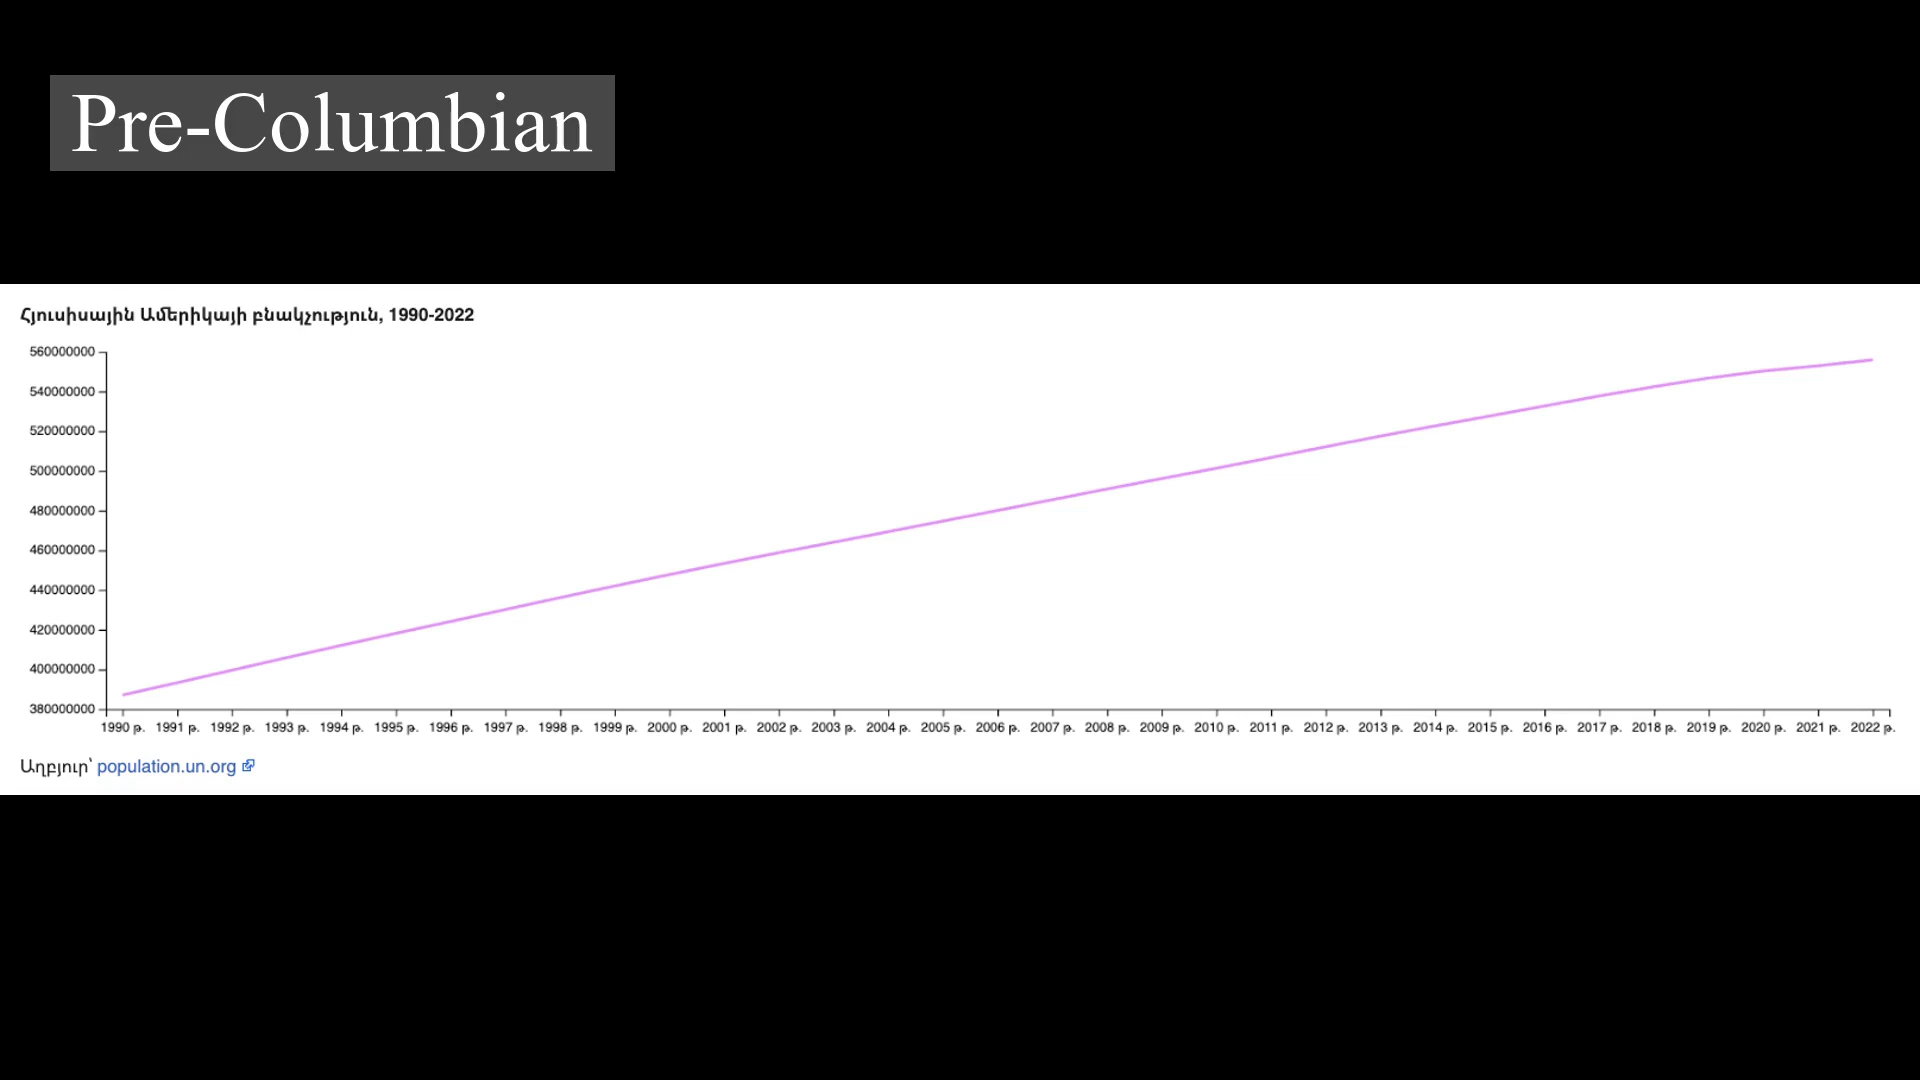 Pre-Columbian
Հյուսիսային Ամերիկայի բնակչություն, 1990-2022
560000000
540000000
520000000
500000000
480000000
460000000
440000000
420000000
400000000
380000000
1990 թ. 1991 թ. 1992 թ. 1993 թ. 1994 թ. 1995 թ. 1996 թ. 1997 թ. 1998 թ. 1999 թ. 2000 թ. 2001 թ. 2002 թ. 2003 թ. 2004 թ. 2005 թ. 2006 թ. 2007 թ. 2008 թ. 2009 թ. 2010 թ. 2011 թ. 2012 թ. 2013 թ. 2014 թ. 2015 թ. 2016 թ. 2017 թ. 2018 թ. 2019 թ. 2020 թ. 2021 թ. 2022 թ.
Աղբյուր՝ population.un.org